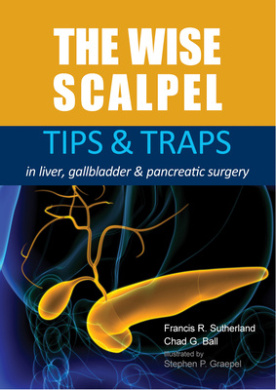 THE WISE
SCALPEL
TIPS & TRAPS
in liver, gallbladder & pancreatic surgery
Francis R. Sutherland
Chad G. Ball
illustrated by
Stephen P. Graepel